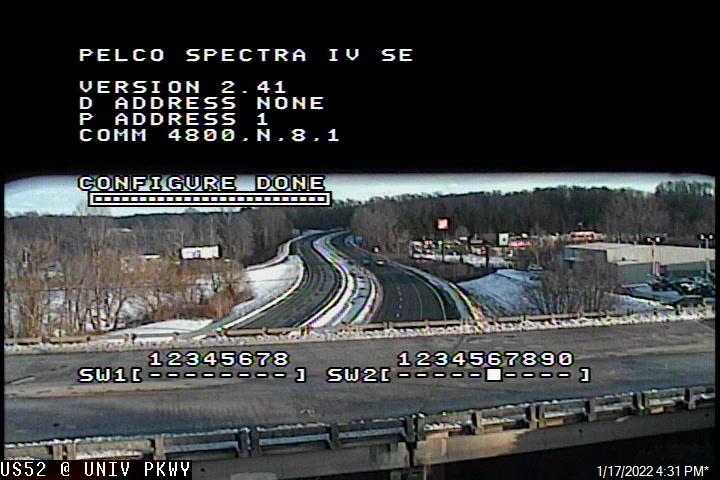 PELCO SPECTRA IV SE
VERSION 2.41
D ADDRESS NONE
P ADDRESS 1
COMM 4800,N,8,1
CONFIGURE DONE
12345678 1234567890
SW1[--------] SW2[-----■----]
US52 @ UNIV PKWY
1/17/2022 4:31 PM*